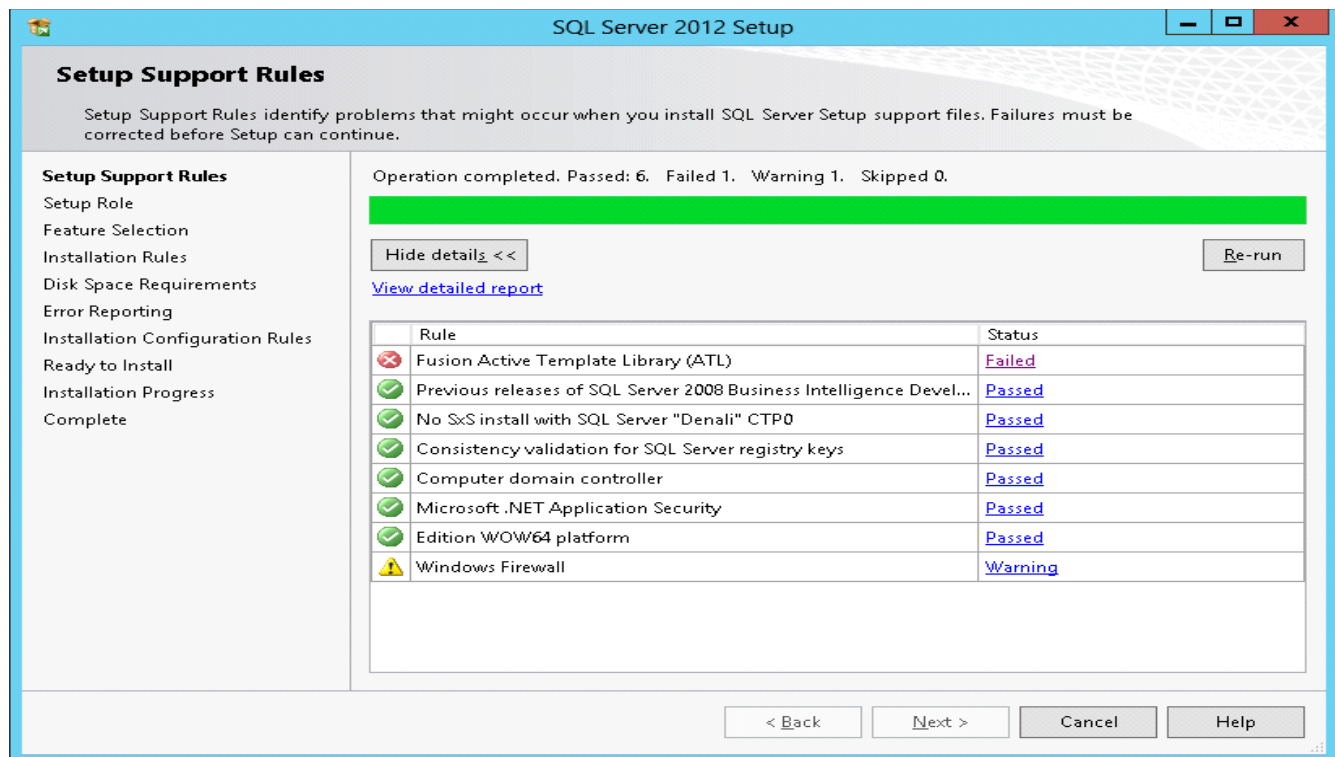 SQL Server 2012 Setup
Setup Support Rules
Setup Support Rules identify problems that might occur when you install SQL Server Setup support files. Failures must be
corrected before Setup can continue.
Setup Support Rules
Setup Role
Feature Selection
Installation Rules
Disk Space Requirements
Error Reporting
Installation Configuration Rules
Ready to Install
Installation Progress
Complete
Operation completed. Passed: 6. Failed 1. Warning 1. Skipped 0.
Hide details <<
Re-run
View detailed report
Rule Status
Fusion Active Template Library (ATL) Failed
Previous releases of SQL Server 2008 Business Intelligence Devel... Passed
No SxS install with SQL Server "Denali" CTP0 Passed
Consistency validation for SQL Server registry keys Passed
Computer domain controller Passed
Microsoft .NET Application Security Passed
Edition WOW64 platform Passed
Windows Firewall Warning
< Back Next > Cancel Help